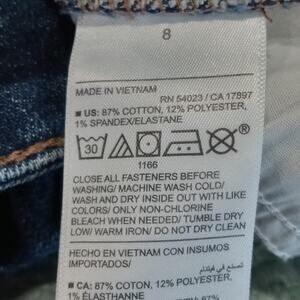 8
MADE IN VIETNAM
RN 54023 / CA 17897
■ US: 87% COTTON, 12% POLYESTER,
1% SPANDEX/ELASTANE
30
1166
CLOSE ALL FASTENERS BEFORE
WASHING/ MACHINE WASH COLD/
WASH AND DRY INSIDE OUT WITH LIKE
COLORS/ ONLY NON-CHLORINE
BLEACH WHEN NEEDED/ TUMBLE DRY
LOW/ WARM IRON/ DO NOT DRY CLEAN
HECHO EN VIETNAM CON INSUMOS
IMPORTADOS/
صنع في فيتنام
■ CA: 87% COTTON, 12% POLYESTER,
1% ÉLASTHANNE